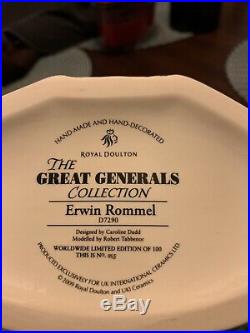 HAND-MADE AND HAND-DECORATED
ROYAL DOULTON
THE
GREAT GENERALS
COLLECTION
Erwin Rommel
D7290
Designed by Caroline Dadd
Modelled by Robert Tabbenor
WORLDWIDE LIMITED EDITION OF 100
THIS IS No. 015
PRODUCED EXCLUSIVELY FOR UK INTERNATIONAL CERAMICS LTD.
© 2009 Royal Doulton and UKI Ceramics